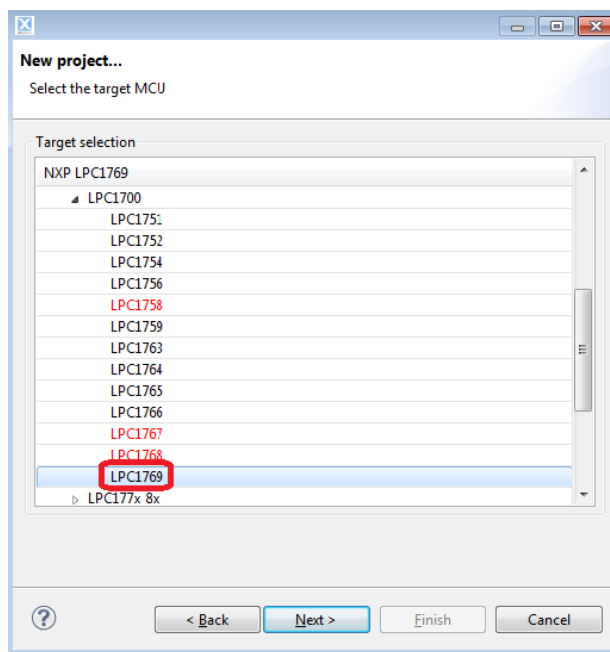 New project...
Select the target MCU
Target selection
NXP LPC1769
LPC1700
LPC1751
LPC1752
LPC1754
LPC1756
LPC1758
LPC1759
LPC1763
LPC1764
LPC1765
LPC1766
LPC1767
LPC1768
LPC1769
LPC177x 8x
?
< Back Next > Finish Cancel